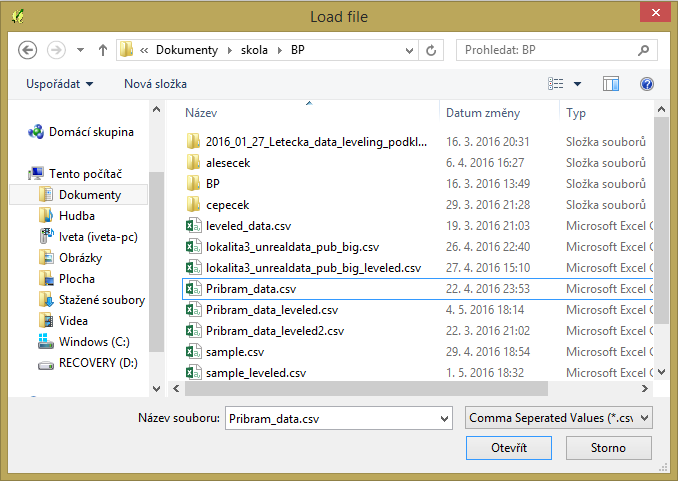 Load file
« Dokumenty › skola › BP
Prohledat: BP
Uspořádat
Nová složka
Název Datum změny Typ
Domácí skupina
Tento počítač
Dokumenty
Hudba
Iveta (iveta-pc)
Obrázky
Plocha
Stažené soubory
Videa
Windows (C:)
RECOVERY (D:)
2016_01_27_Letecka_data_leveling_podkl... 16. 3. 2016 20:31 Složka souborů
alesecek 6. 4. 2016 16:27 Složka souborů
BP 16. 3. 2016 13:49 Složka souborů
cepecek 29. 3. 2016 21:28 Složka souborů
leveled_data.csv 19. 3. 2016 21:03 Microsoft Excel C
lokalita3_unrealdata_pub_big.csv 26. 4. 2016 22:40 Microsoft Excel C
lokalita3_unrealdata_pub_big_leveled.csv 27. 4. 2016 15:10 Microsoft Excel C
Pribram_data.csv 22. 4. 2016 23:53 Microsoft Excel C
Pribram_data_leveled.csv 4. 5. 2016 18:14 Microsoft Excel C
Pribram_data_leveled2.csv 22. 3. 2016 21:02 Microsoft Excel C
sample.csv 29. 4. 2016 18:54 Microsoft Excel C
sample_leveled.csv 1. 5. 2016 18:32 Microsoft Excel C
Název souboru: Pribram_data.csv
Comma Seperated Values (*.csv
Otevřít
Storno